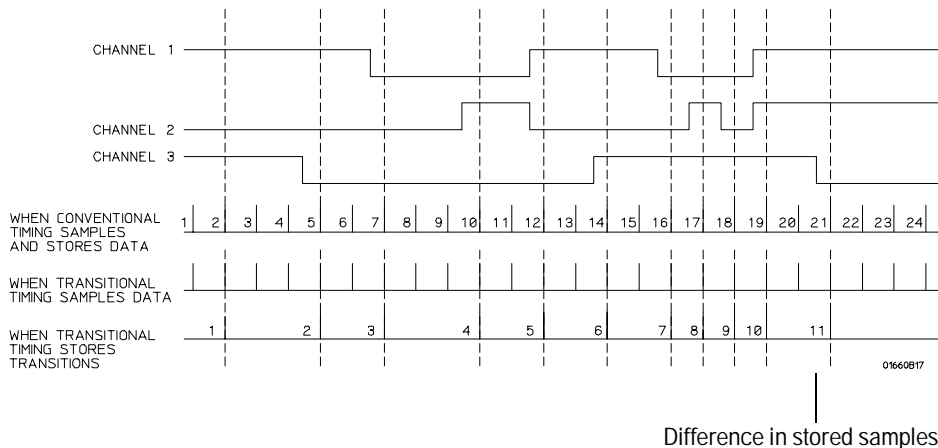 CHANNEL 1
CHANNEL 2
CHANNEL 3
WHEN CONVENTIONAL
TIMING SAMPLES
AND STORES DATA
1 2 3 4 5 6 7 8 9 10 11 12 13 14 15 16 17 18 19 20 21 22 23 24
WHEN TRANSITIONAL
TIMING SAMPLES DATA
WHEN TRANSITIONAL
TIMING STORES
TRANSITIONS
1 2 3 4 5 6 7 8 9 10 11
01660B17
Difference in stored samples